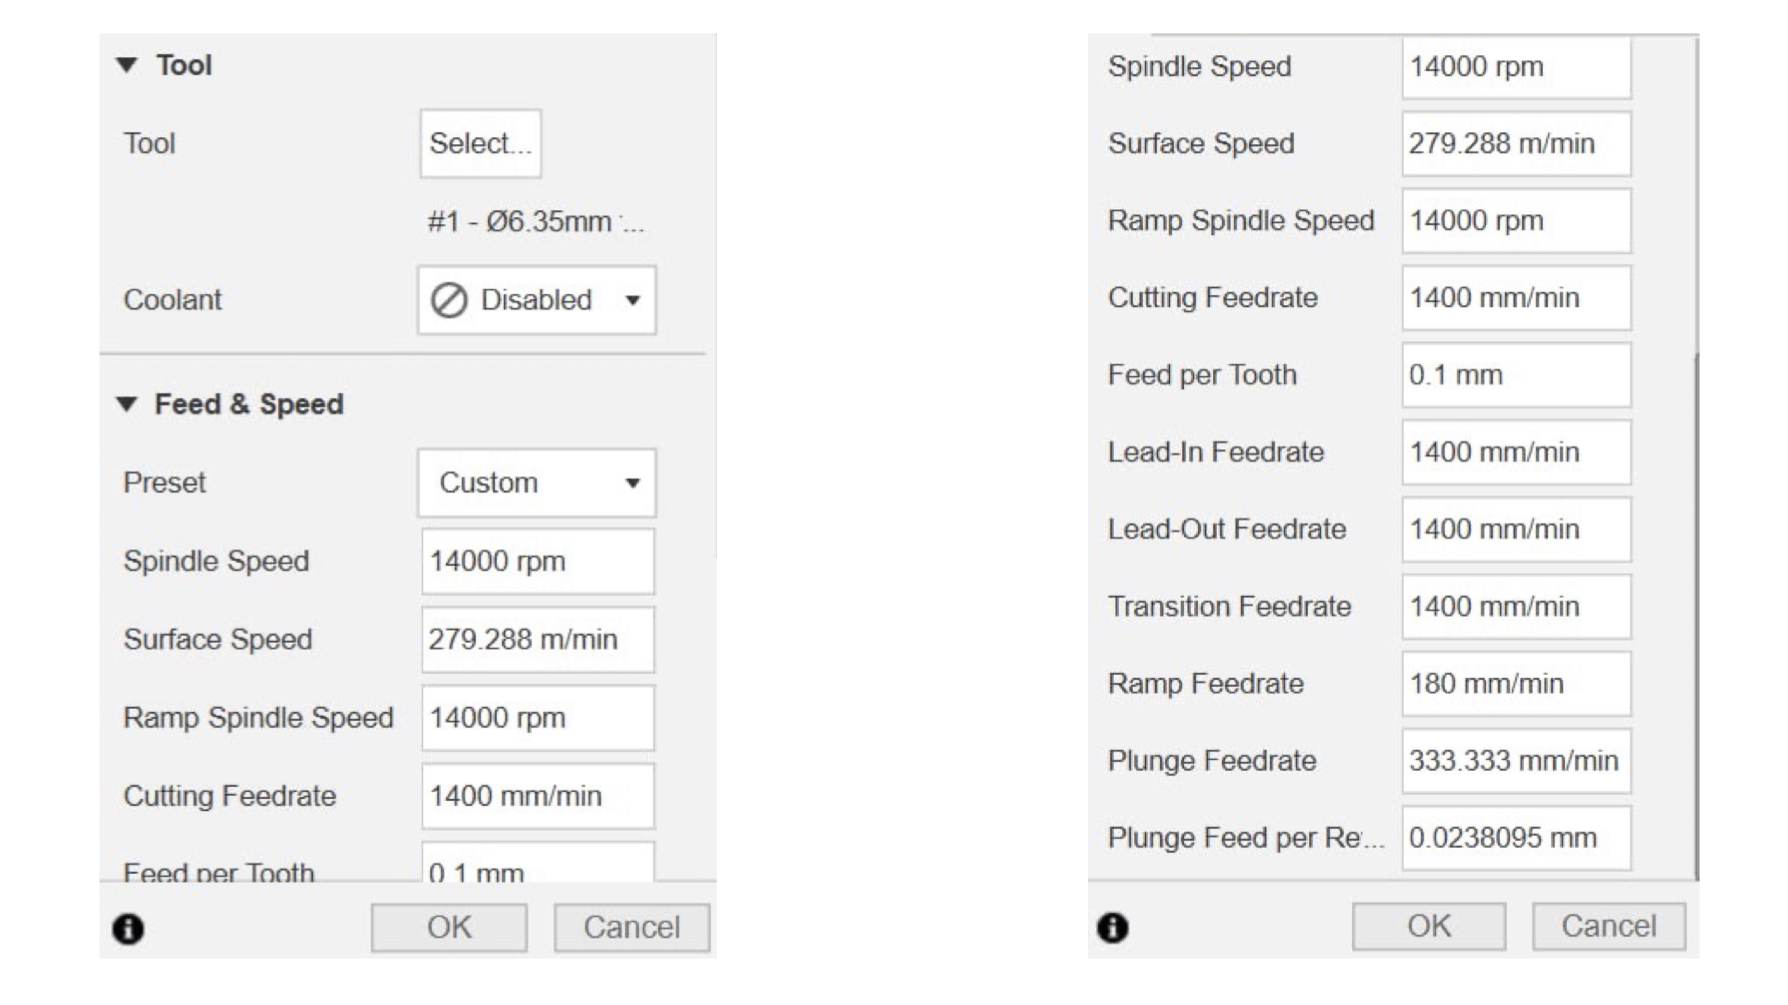 Tool
Tool Select...
#1 - Ø6.35mm ...
Coolant Disabled
Feed & Speed
Preset Custom
Spindle Speed 14000 rpm
Surface Speed 279.288 m/min
Ramp Spindle Speed 14000 rpm
Cutting Feedrate 1400 mm/min
Feed per Tooth 0.1 mm
OK Cancel
Spindle Speed 14000 rpm
Surface Speed 279.288 m/min
Ramp Spindle Speed 14000 rpm
Cutting Feedrate 1400 mm/min
Feed per Tooth 0.1 mm
Lead-In Feedrate 1400 mm/min
Lead-Out Feedrate 1400 mm/min
Transition Feedrate 1400 mm/min
Ramp Feedrate 180 mm/min
Plunge Feedrate 333.333 mm/min
Plunge Feed per Re... 0.0238095 mm
OK Cancel